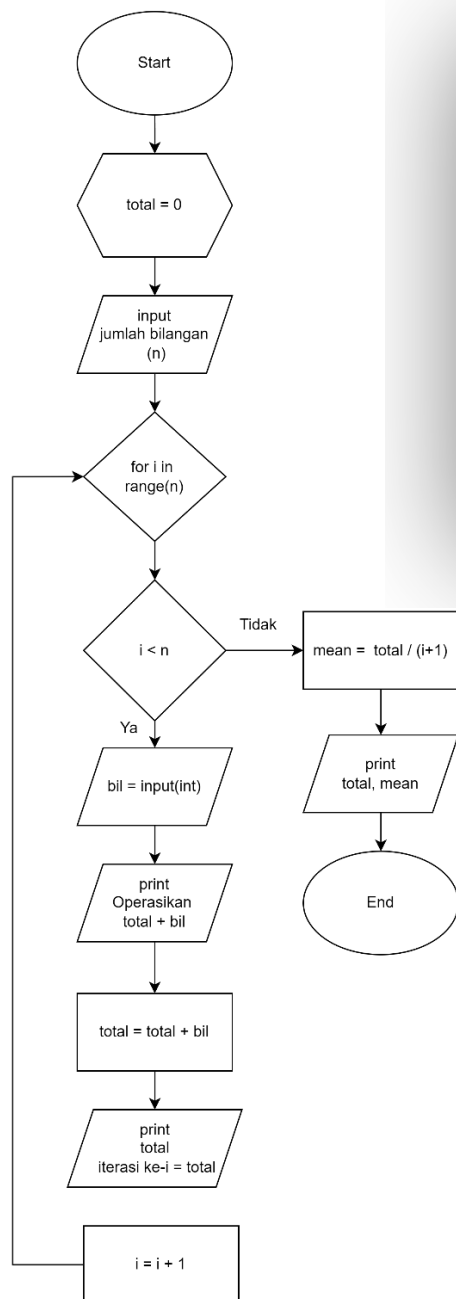 Start
total = 0
input
jumlah bilangan
(n)
for i in
range(n)
i < n
Tidak
mean = total / (i+1)
Ya
bil = input(int)
print
total, mean
print
Operasikan
total + bil
End
total = total + bil
print
total
iterasi ke-i = total
i = i + 1